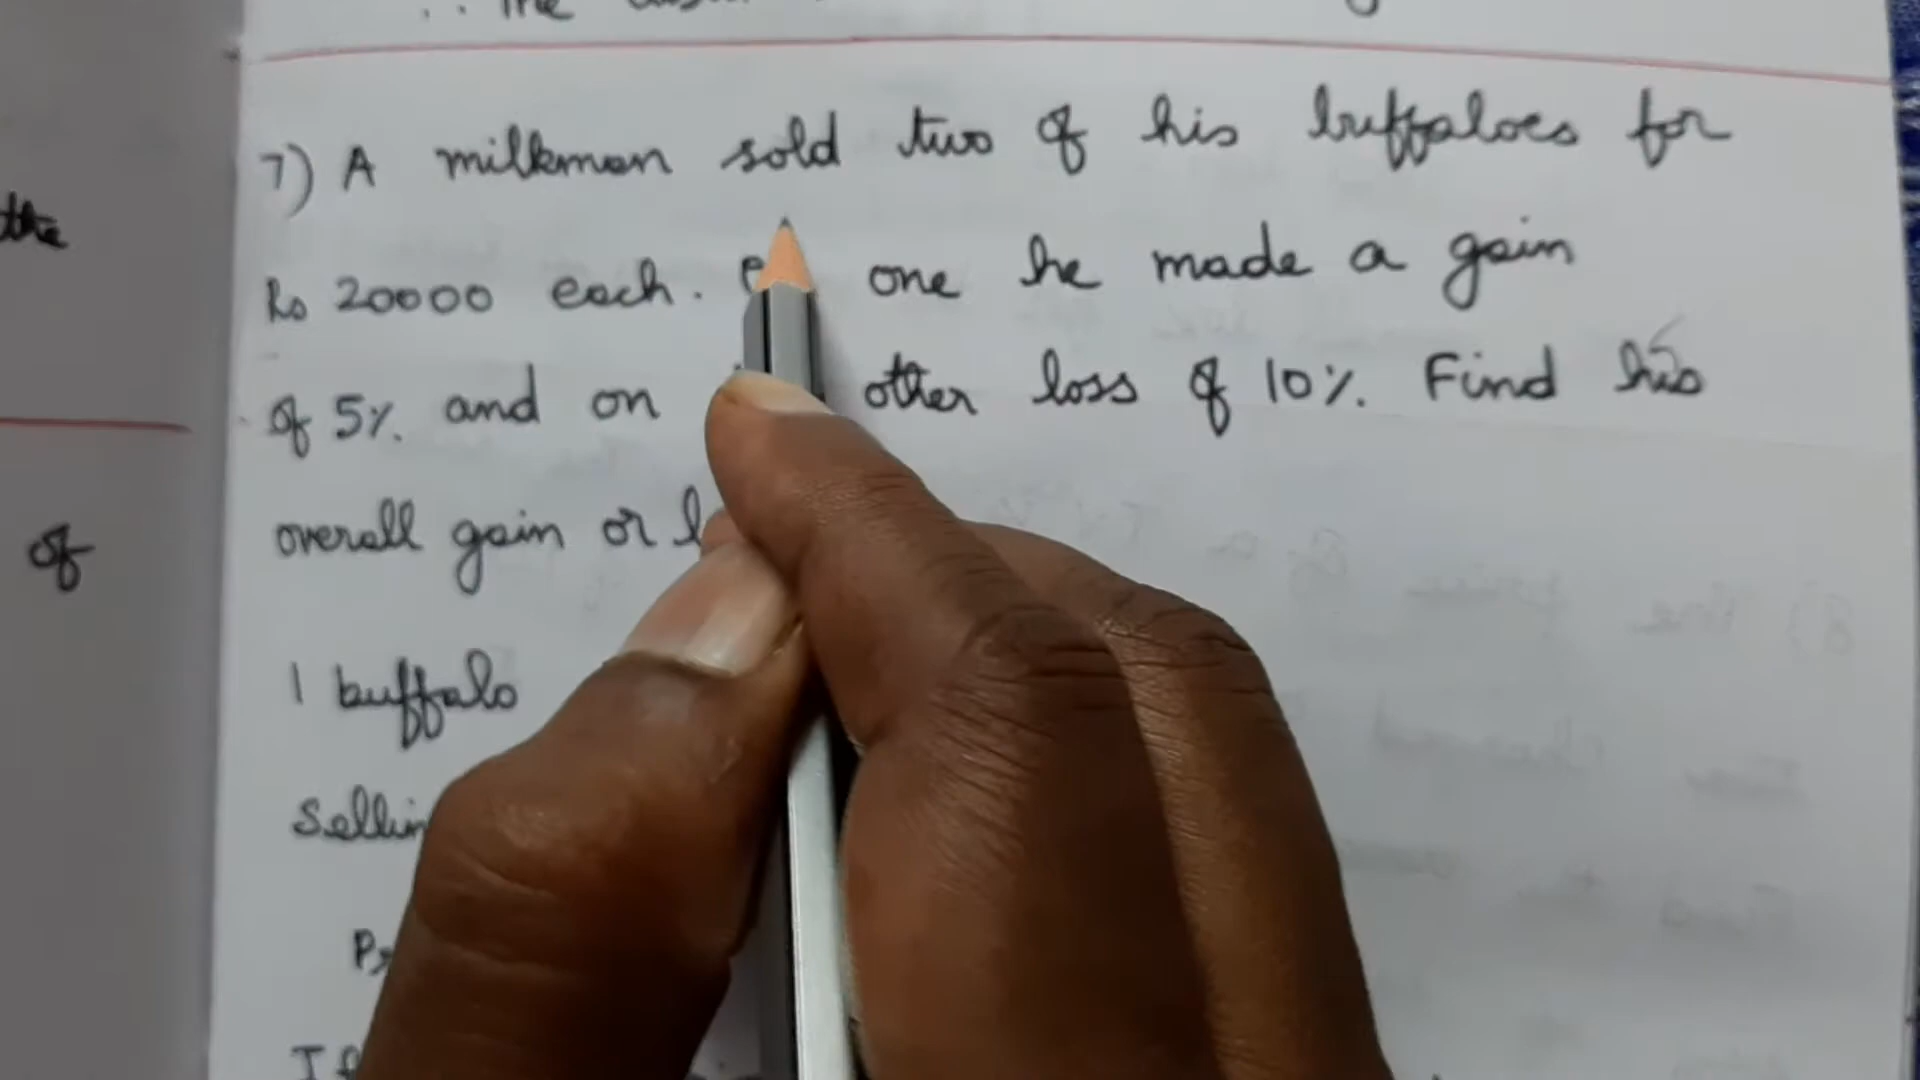 the
of
7) A milkman sold two of his buffaloes for
Rs 20000 each. one he made a gain
of 5%. and on other loss of 10%. Find his
overall gain or
1 buffalo